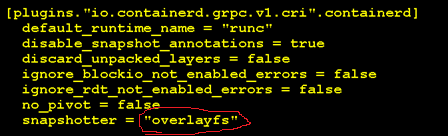 [plugins."io.containerd.grpc.v1.cri".containerd]
default_runtime_name = "runc"
disable_snapshot_annotations = true
discard_unpacked_layers = false
ignore_blockio_not_enabled_errors = false
ignore_rdt_not_enabled_errors = false
no_pivot = false
snapshotter = "overlayfs"